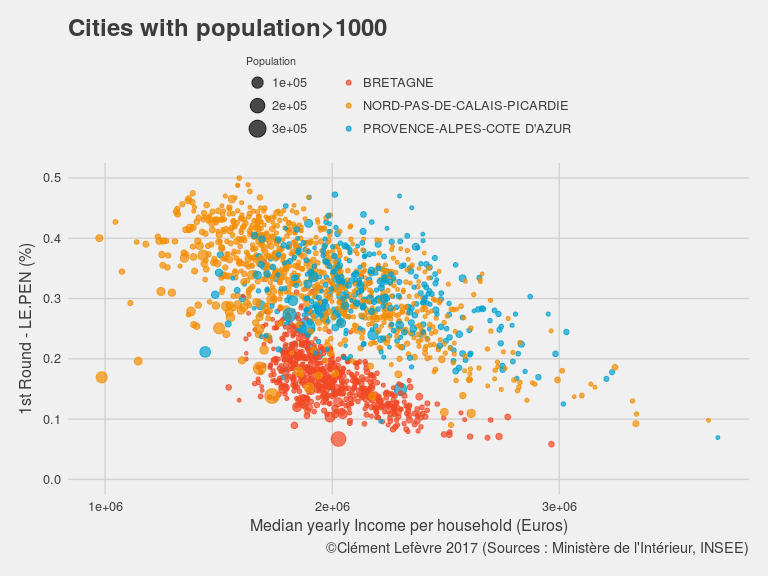 Cities with population>1000
Population
1e+05
2e+05
3e+05
BRETAGNE
NORD-PAS-DE-CALAIS-PICARDIE
PROVENCE-ALPES-COTE D'AZUR
1st Round - LE.PEN (%)
0.5
0.4
0.3
0.2
0.1
0.0
1e+06
2e+06
3e+06
Median yearly Income per household (Euros)
©Clément Lefèvre 2017 (Sources : Ministère de l'Intérieur, INSEE)